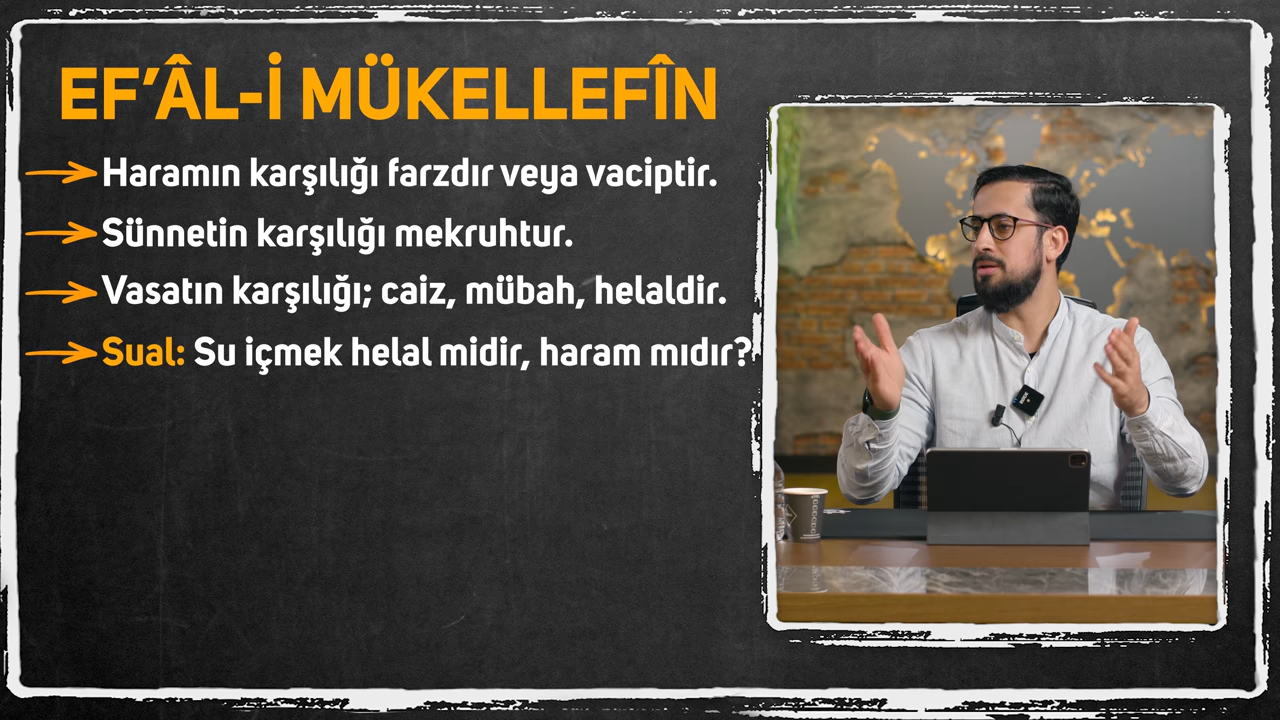 EF’ÂL-İ MÜKELLEFÎN
Haramın karşılığı farzdır veya vaciptir.
Sünnetin karşılığı mekruhtur.
Vasatın karşılığı; caiz, mübah, helaldir.
Sual: Su içmek helal midir, haram mıdır?